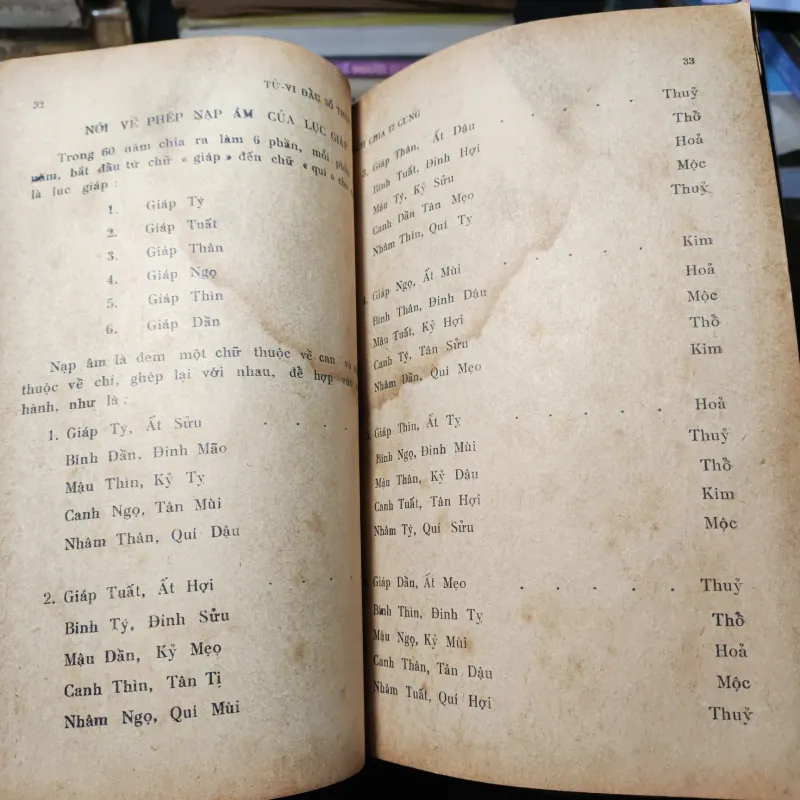 32
TỬ-VI ĐẨU SỐ
NÓI VỀ PHÉP NẠP ÁM CỦA LỤC GIÁP
Trong 60 năm chia ra làm 6 phần, mỗi
năm, bắt đầu từ chữ « giáp » đến chữ « quí »
là lục giáp :
1. Giáp Tý
2. Giáp Tuất
3. Giáp Thân
4. Giáp Ngọ
5. Giáp Thìn
6. Giáp Dần
Nạp âm là đem một chữ thuộc về can
thuộc về chi, ghép lại với nhau, để hợp vào
hành, như là :
1. Giáp Tý, Ất Sửu . . . .
Bính Dần, Đinh Mão
Mậu Thìn, Kỷ Tỵ
Canh Ngọ, Tân Mùi
Nhâm Thân, Quí Dậu
2. Giáp Tuất, Ất Hợi . . .
Binh Tý, Đinh Sửu
Mậu Dần, Kỷ Mẹo
Canh Thìn, Tân Tị
Nhâm Ngọ, Qui Mùi
33
CHIA 12 CUNG
3. Giáp Thân, Ất Dậu . . . . . Thuỷ
Bính Tuất, Đinh Hợi Thổ
Mậu Tý, Kỷ Sửu Hoả
Canh Dần Tân Mẹo Mộc
Nhâm Thìn, Quí Tỵ Thuỷ
Giáp Ngọ, Ất Mùi Kim
Bính Thân, Đinh Dậu Hoả
Mậu Tuất, Kỷ Hợi Mộc
Canh Tý, Tân Sửu Thổ
Nhâm Dần, Quí Mẹo Kim
Giáp Thìn, Ất Tỵ Hoả
Bính Ngọ, Đinh Mùi Thuỷ
Mậu Thân, Kỷ Dậu Thổ
Canh Tuất, Tân Hợi Kim
Nhâm Tý, Quí Sửu Mộc
Giáp Dần, Ất Mẹo . . . . . Thuỷ
Bính Thìn, Đinh Tỵ Thổ
Mậu Ngọ, Kỷ Mùi Hoả
Canh Thân, Tân Dậu Mộc
Nhâm Tuất, Quí Hợi Thuỷ